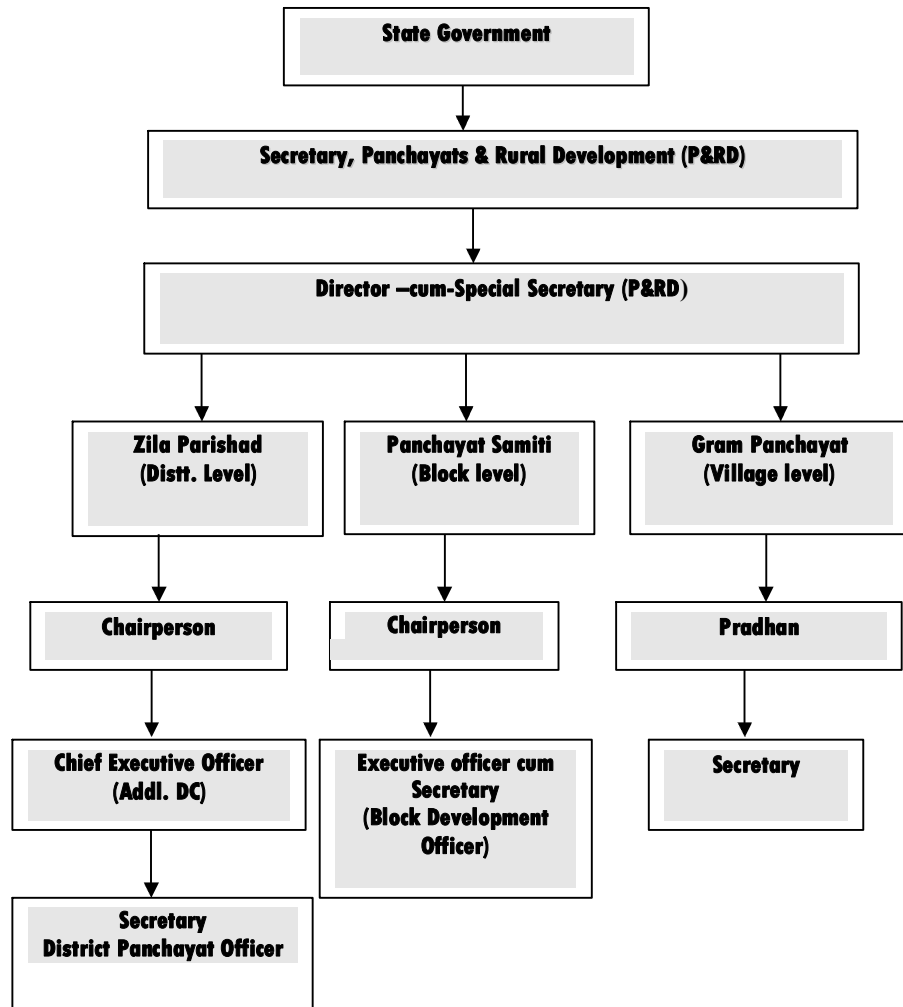 State Government
Secretary, Panchayats & Rural Development (P&RD)
Director –cum-Special Secretary (P&RD)
Zila Parishad
(Distt. Level)
Panchayat Samiti
(Block level)
Gram Panchayat
(Village level)
Chairperson
Chairperson
Pradhan
Chief Executive Officer
(Addl. DC)
Executive officer cum
Secretary
(Block Development
Officer)
Secretary
Secretary
District Panchayat Officer